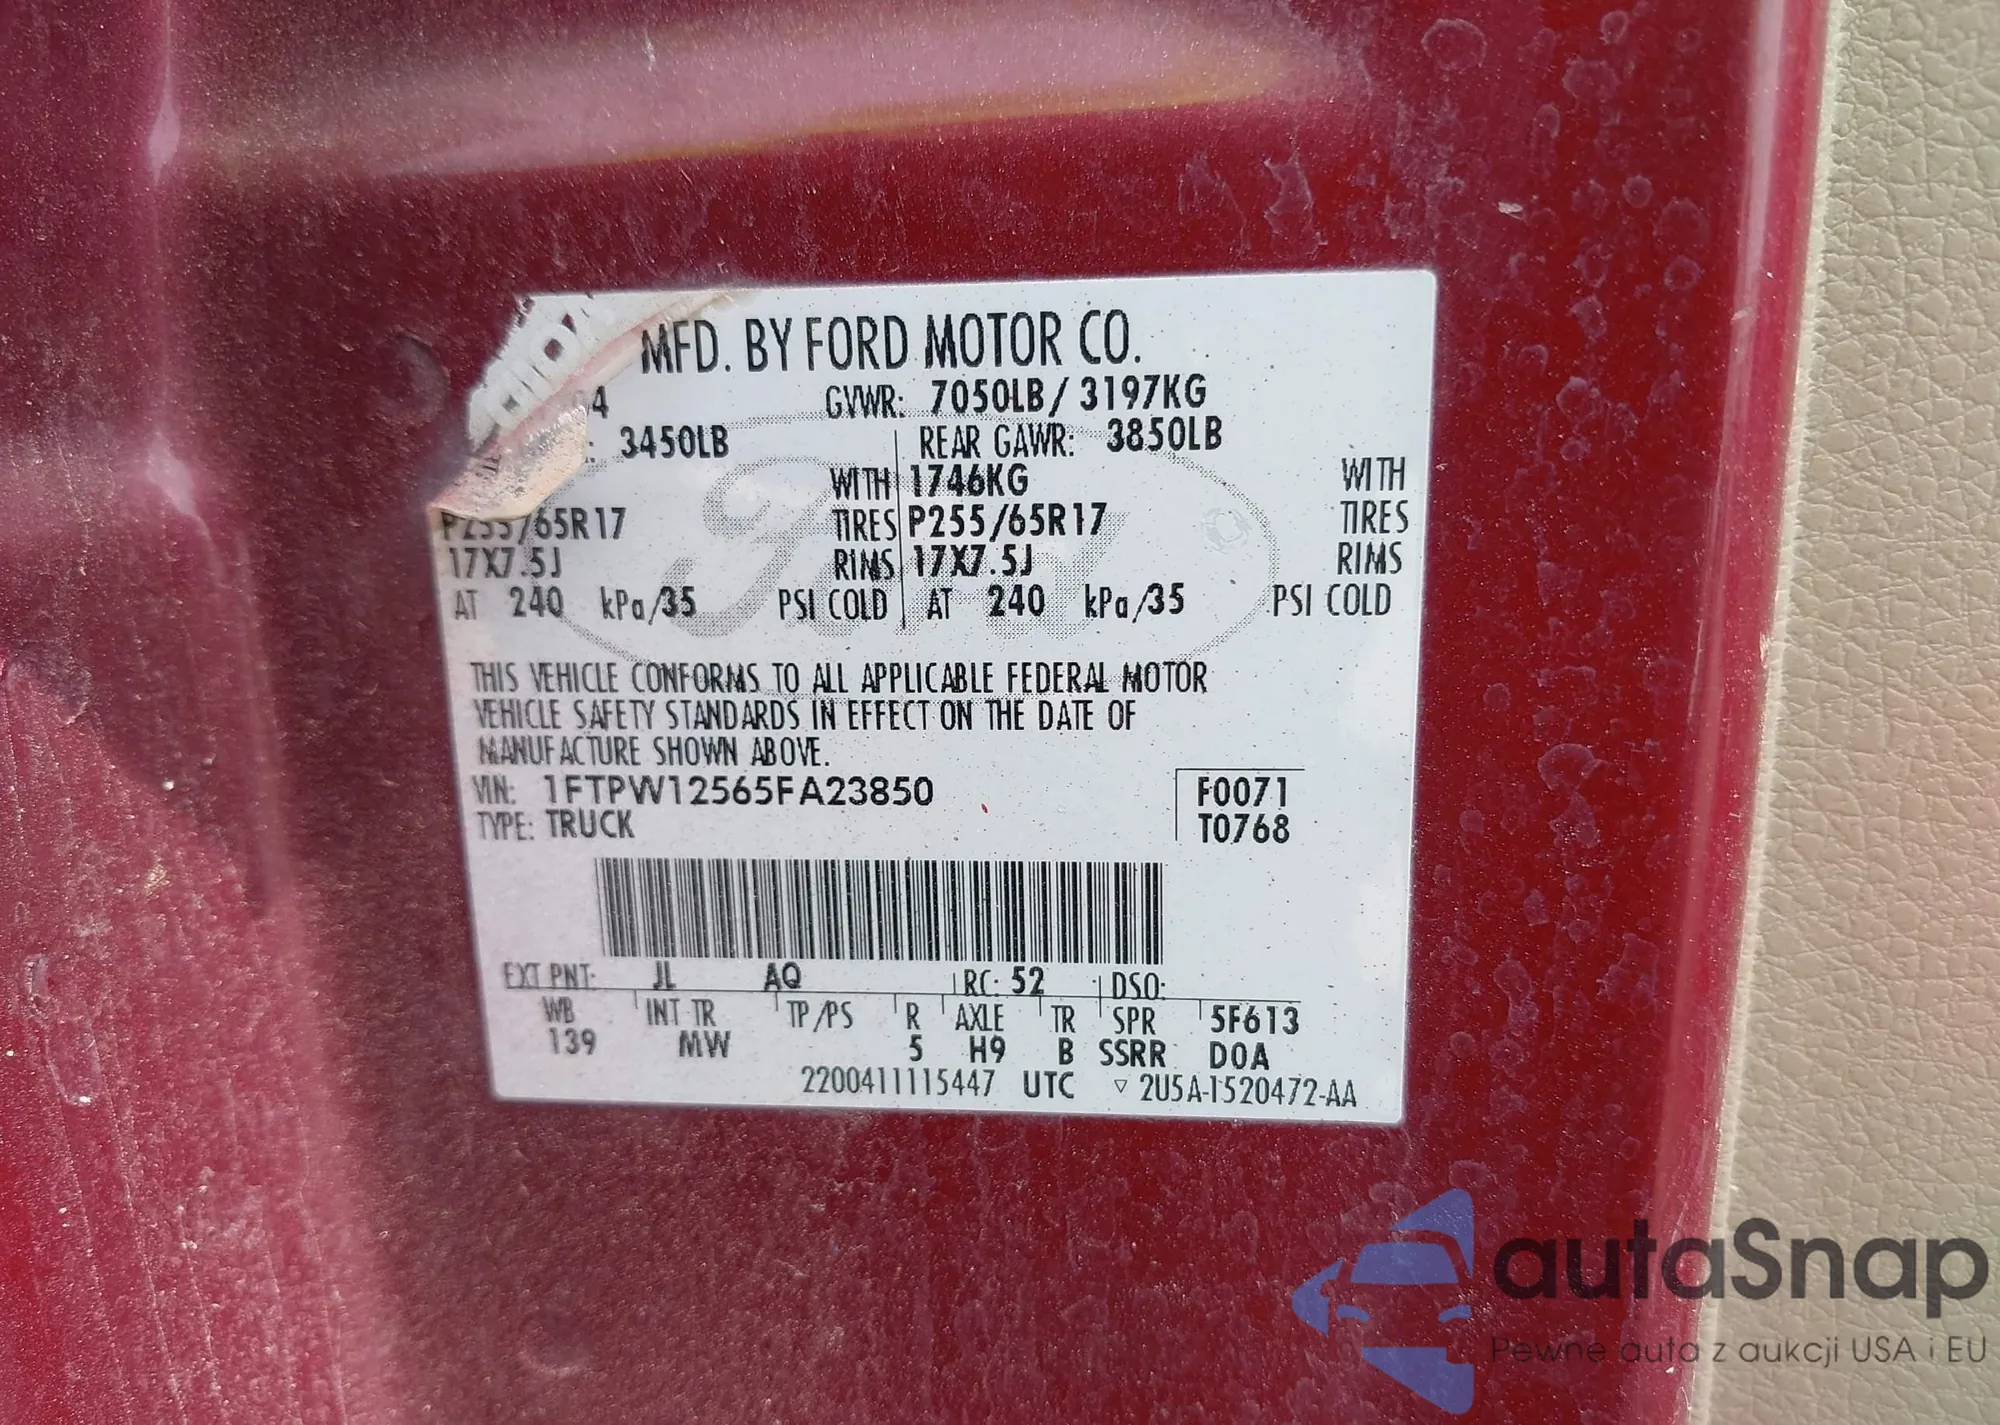 VOID
MFD. BY FORD MOTOR CO.
04 GVWR: 7050LB / 3197KG
: 3450LB REAR GAWR: 3850LB
WITH 1746KG WITH
P255/65R17 TIRES P255/65R17 TIRES
17X7.5J RIMS 17X7.5J RIMS
AT 240 kPa/35 PSI COLD AT 240 kPa/35 PSI COLD
THIS VEHICLE CONFORMS TO ALL APPLICABLE FEDERAL MOTOR
VEHICLE SAFETY STANDARDS IN EFFECT ON THE DATE OF
MANUFACTURE SHOWN ABOVE.
VIN: 1FTPW12565FA23850 F0071
TYPE: TRUCK T0768
EXT PNT: JL AQ RC: 52 DSO:
WB INT TR TP/PS R AXLE TR SPR 5F613
139 MW 5 H9 B SSRR D0A
2200411115447 UTC ▽ 2U5A-1520472-AA
autaSnap
Pewne auta z aukcji USA i EU